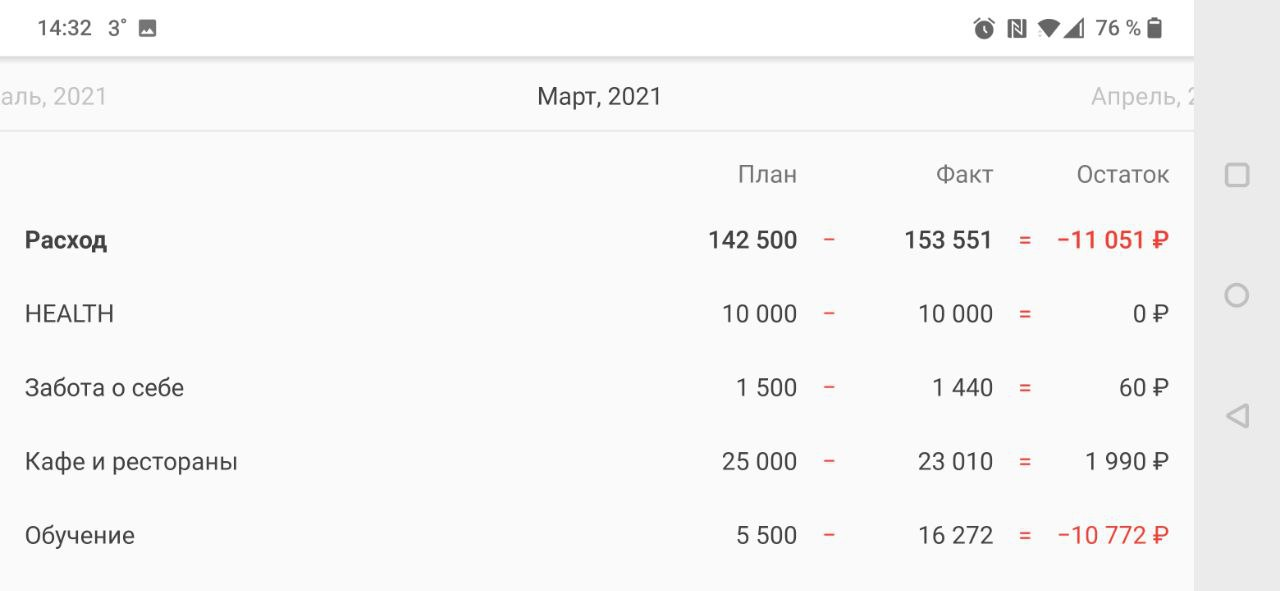 14:32 3° 76 %
аль, 2021 Март, 2021 Апрель, 2
План Факт Остаток
Расход 142 500 − 153 551 = −11 051 ₽
HEALTH 10 000 − 10 000 = 0 ₽
Забота о себе 1 500 − 1 440 = 60 ₽
Кафе и рестораны 25 000 − 23 010 = 1 990 ₽
Обучение 5 500 − 16 272 = −10 772 ₽